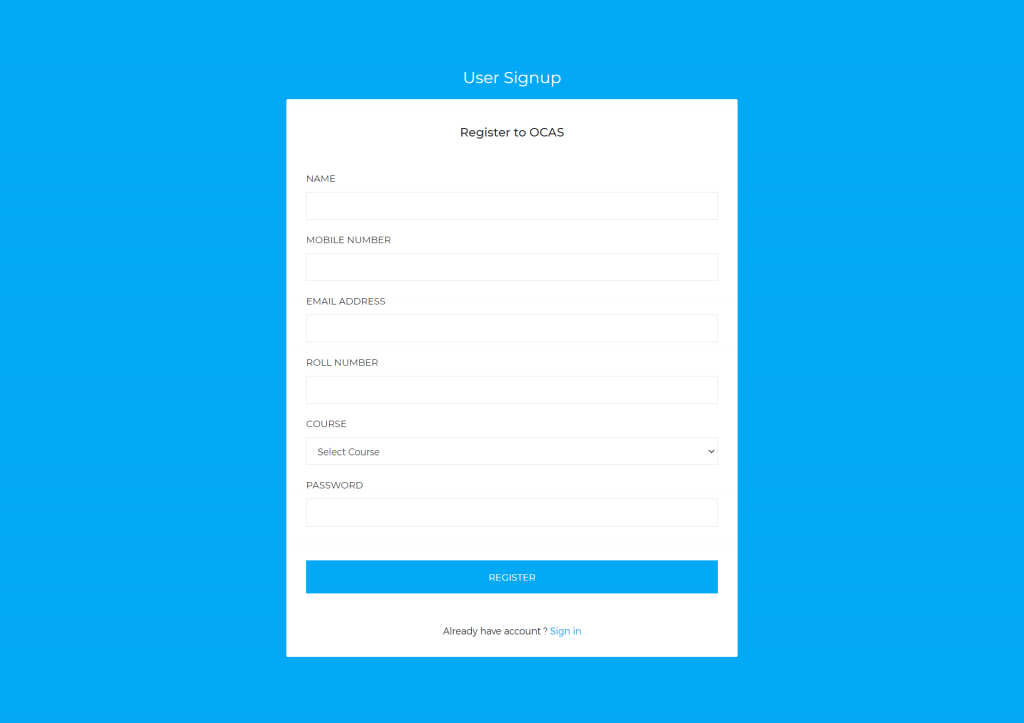 User Signup
Register to OCAS
NAME
MOBILE NUMBER
EMAIL ADDRESS
ROLL NUMBER
COURSE
Select Course
PASSWORD
REGISTER
Already have account ? Sign in